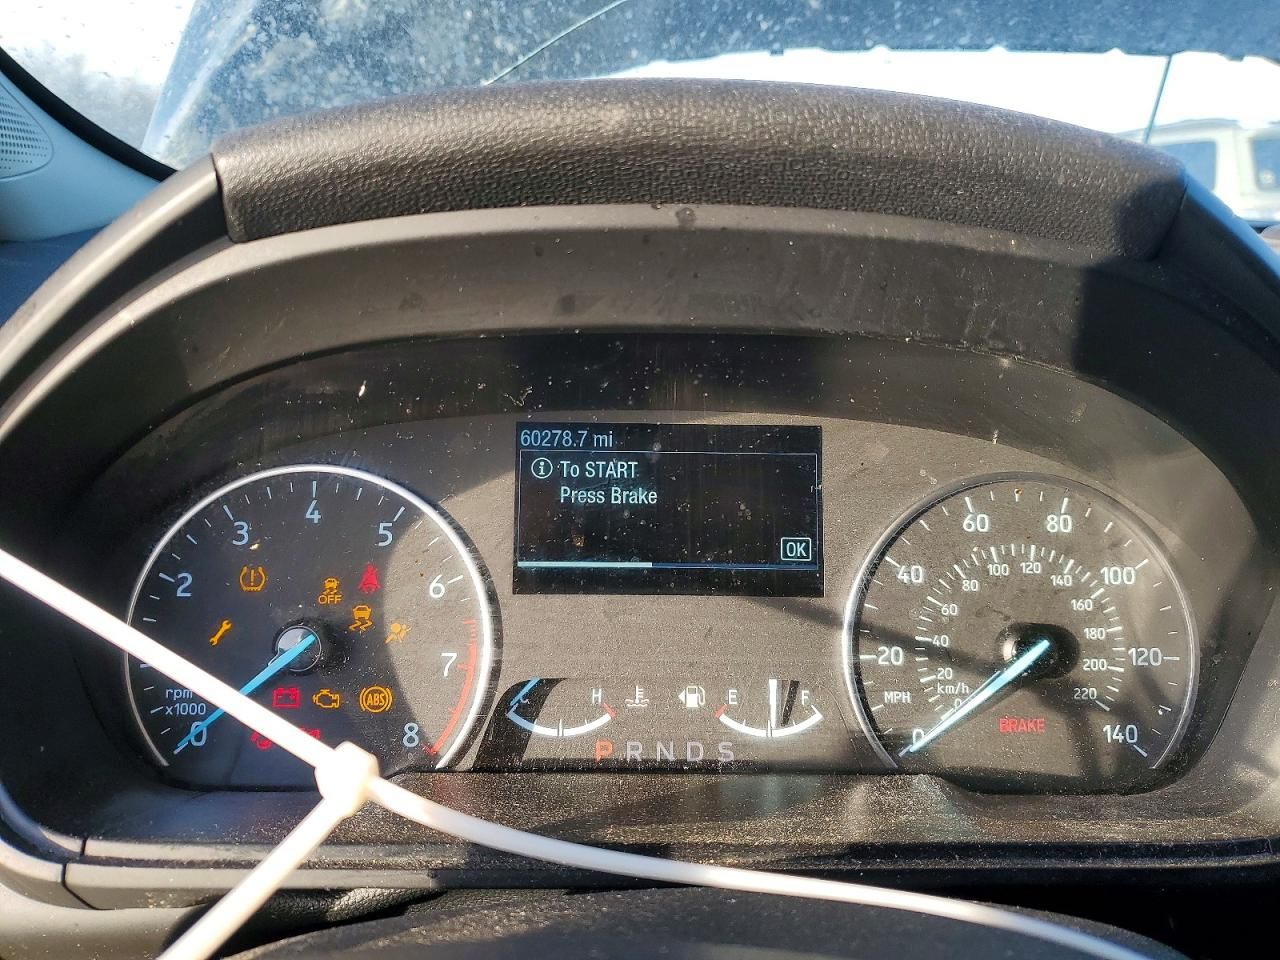 60278.7 mi
i To START
Press Brake
OK
2 3 4 5 6 7 8
rpm
x1000
0
OFF
ABS
C H
E F
P R N D S
20 40 60 80 100 120 140
0
MPH
20 40 60 80 100 120 140 160 180 200 220
km/h
0
BRAKE